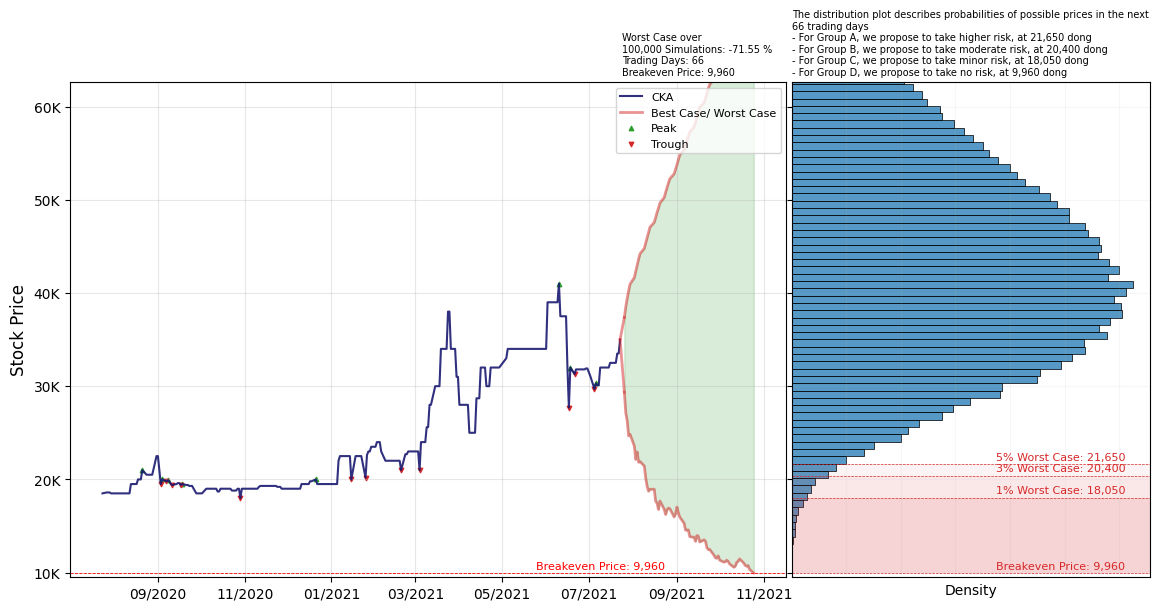 The distribution plot describes probabilities of possible prices in the next
66 trading days
- For Group A, we propose to take higher risk, at 21,650 dong
- For Group B, we propose to take moderate risk, at 20,400 dong
- For Group C, we propose to take minor risk, at 18,050 dong
- For Group D, we propose to take no risk, at 9,960 dong
Worst Case over
100,000 Simulations: -71.55 %
Trading Days: 66
Breakeven Price: 9,960
CKA
Best Case/ Worst Case
Peak
Trough
Stock Price
60K
50K
40K
30K
20K
10K
Breakeven Price: 9,960
09/2020
11/2020
01/2021
03/2021
05/2021
07/2021
09/2021
11/2021
5% Worst Case: 21,650
3% Worst Case: 20,400
1% Worst Case: 18,050
Breakeven Price: 9,960
Density